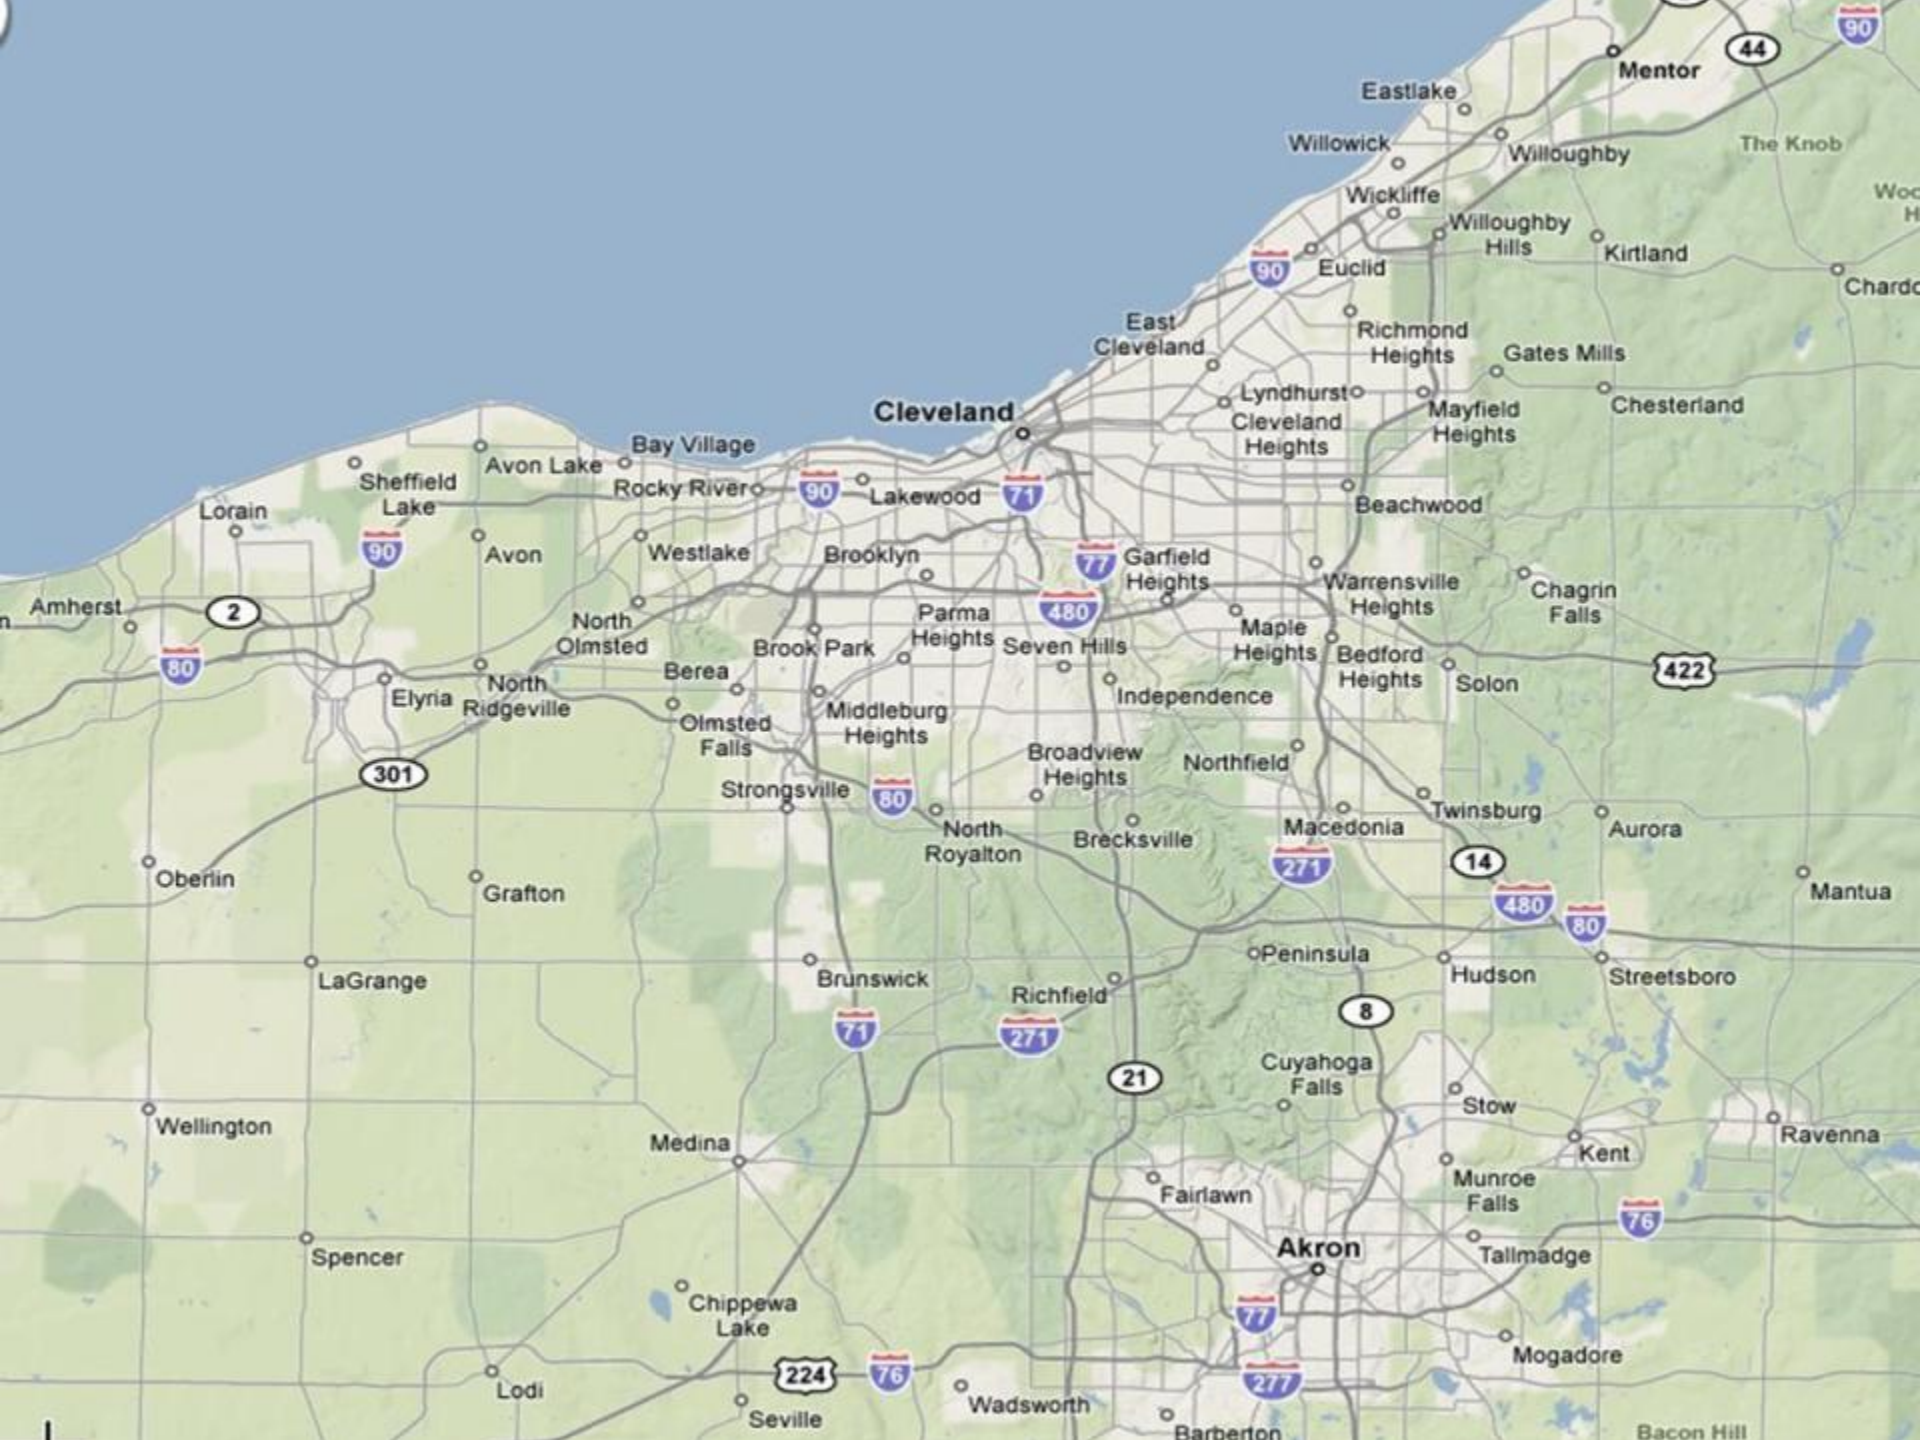 90
44
Mentor
Eastlake
The Knob
Willowick
Willoughby
Wickliffe
Willoughby
Hills
Kirtland
90
Euclid
East
Cleveland
Richmond
Heights
Gates Mills
Lyndhurst
Chesterland
Cleveland
Mayfield
Heights
Cleveland
Heights
Bay Village
Avon Lake
Sheffield
Lake
Rocky River
90
Lakewood
71
Beachwood
Lorain
90
Avon
Westlake
Brooklyn
77
Garfield
Heights
Warrensville
Heights
Chagrin
Falls
Amherst
2
480
North
Olmsted
Parma
Heights
Brook Park
Seven Hills
Maple
Heights
Bedford
Heights
80
422
Elyria
North
Ridgeville
Berea
Independence
Solon
Olmsted
Falls
Middleburg
Heights
301
Broadview
Heights
Northfield
Strongsville
80
Twinsburg
North
Royalton
Brecksville
Macedonia
Aurora
271
14
Oberlin
Grafton
Mantua
480
80
Peninsula
LaGrange
Brunswick
Richfield
Hudson
Streetsboro
71
271
8
21
Cuyahoga
Falls
Stow
Wellington
Medina
Kent
Ravenna
Fairlawn
Munroe
Falls
76
Spencer
Akron
Tallmadge
Chippewa
Lake
77
Mogadore
224
76
277
Lodi
Wadsworth
Seville
Barberton
Bacon Hill